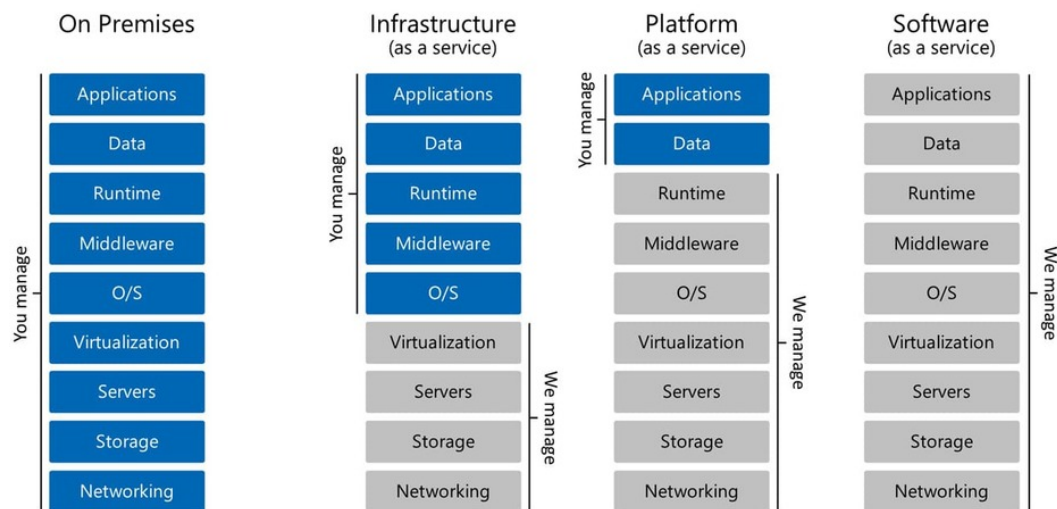 On Premises
You manage
Applications
Data
Runtime
Middleware
O/S
Virtualization
Servers
Storage
Networking
Infrastructure
(as a service)
You manage
Applications
Data
Runtime
Middleware
O/S
Virtualization
Servers
Storage
Networking
We manage
Platform
(as a service)
You manage
Applications
Data
Runtime
Middleware
O/S
Virtualization
Servers
Storage
Networking
We manage
Software
(as a service)
Applications
Data
Runtime
Middleware
O/S
Virtualization
Servers
Storage
Networking
We manage